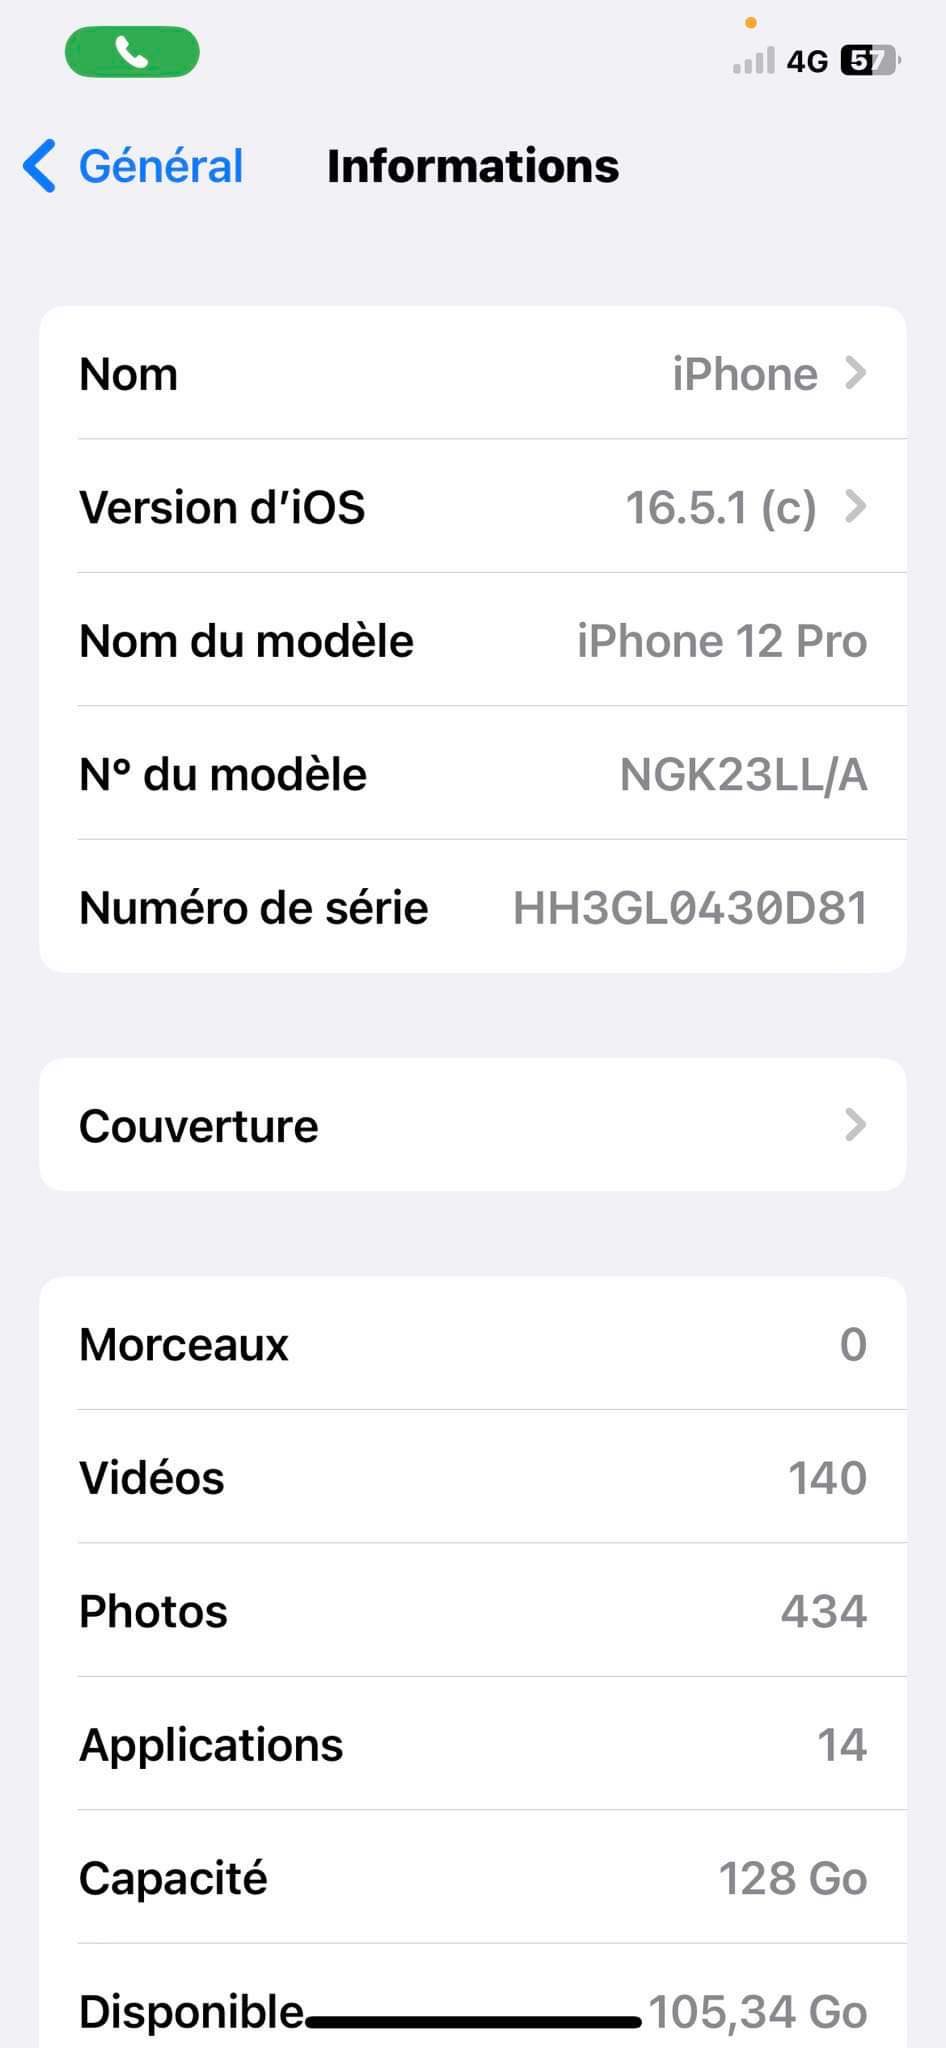 4G 57
Général Informations
Nom iPhone
Version d’iOS 16.5.1 (c)
Nom du modèle iPhone 12 Pro
N° du modèle NGK23LL/A
Numéro de série HH3GL0430D81
Couverture
Morceaux 0
Vidéos 140
Photos 434
Applications 14
Capacité 128 Go
Disponible 105,34 Go